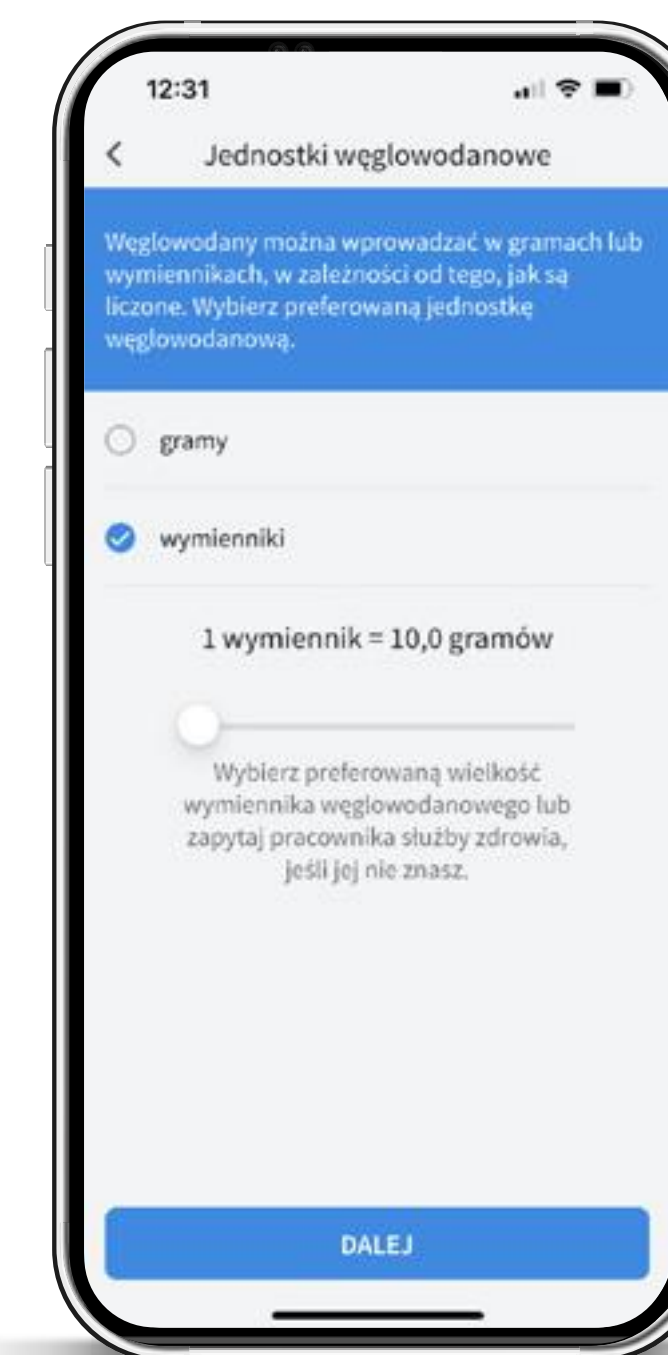 12:31
Jednostki węglowodanowe
Węglowodany można wprowadzać w gramach lub
wymiennikach, w zależności od tego, jak są
liczone. Wybierz preferowaną jednostkę
węglowodanową.
gramy
wymienniki
1 wymiennik = 10,0 gramów
Wybierz preferowaną wielkość
wymiennika węglowodanowego lub
zapytaj pracownika służby zdrowia,
jeśli jej nie znasz.
DALEJ